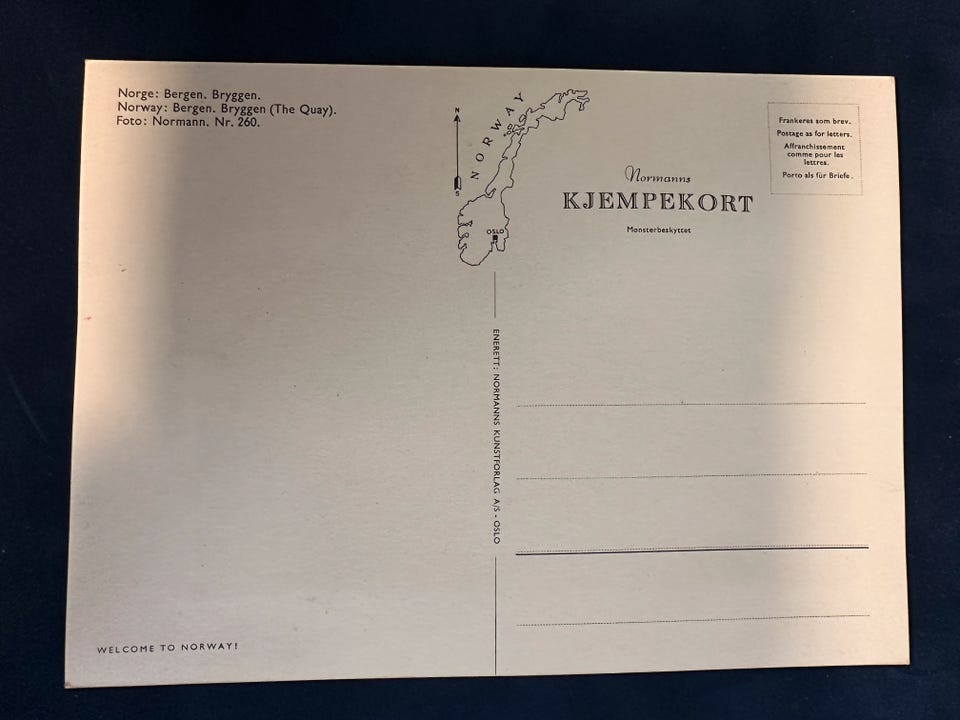 Norge: Bergen. Bryggen.
Norway: Bergen. Bryggen (The Quay).
Foto: Normann. Nr. 260.
N
NORWAY
S
OSLO
Normanns
KJEMPEKORT
Mønsterbeskyttet
Frankeres som brev.
Postage as for letters.
Affranchissement
comme pour les
lettres.
Porto als für Briefe.
ENERETT: NORMANNS KUNSTFORLAG A/S - OSLO
WELCOME TO NORWAY!